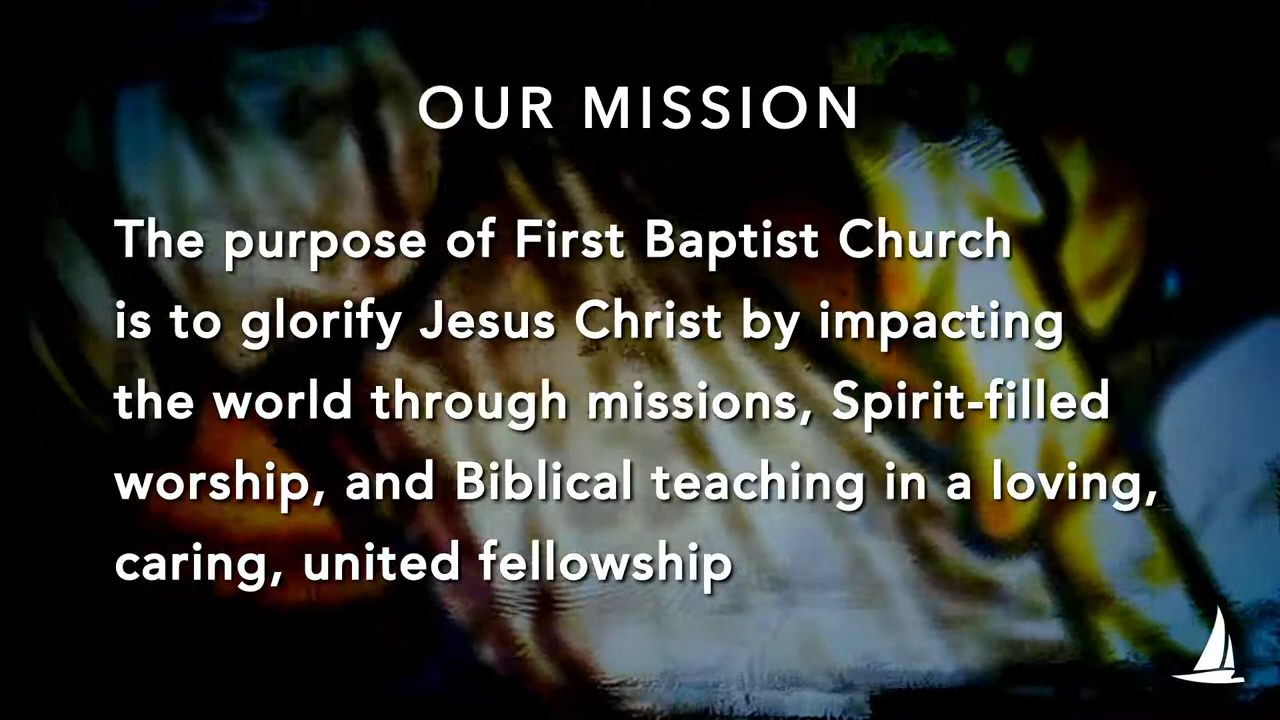 OUR MISSION
The purpose of First Baptist Church
is to glorify Jesus Christ by impacting
the world through missions, Spirit-filled
worship, and Biblical teaching in a loving,
caring, united fellowship